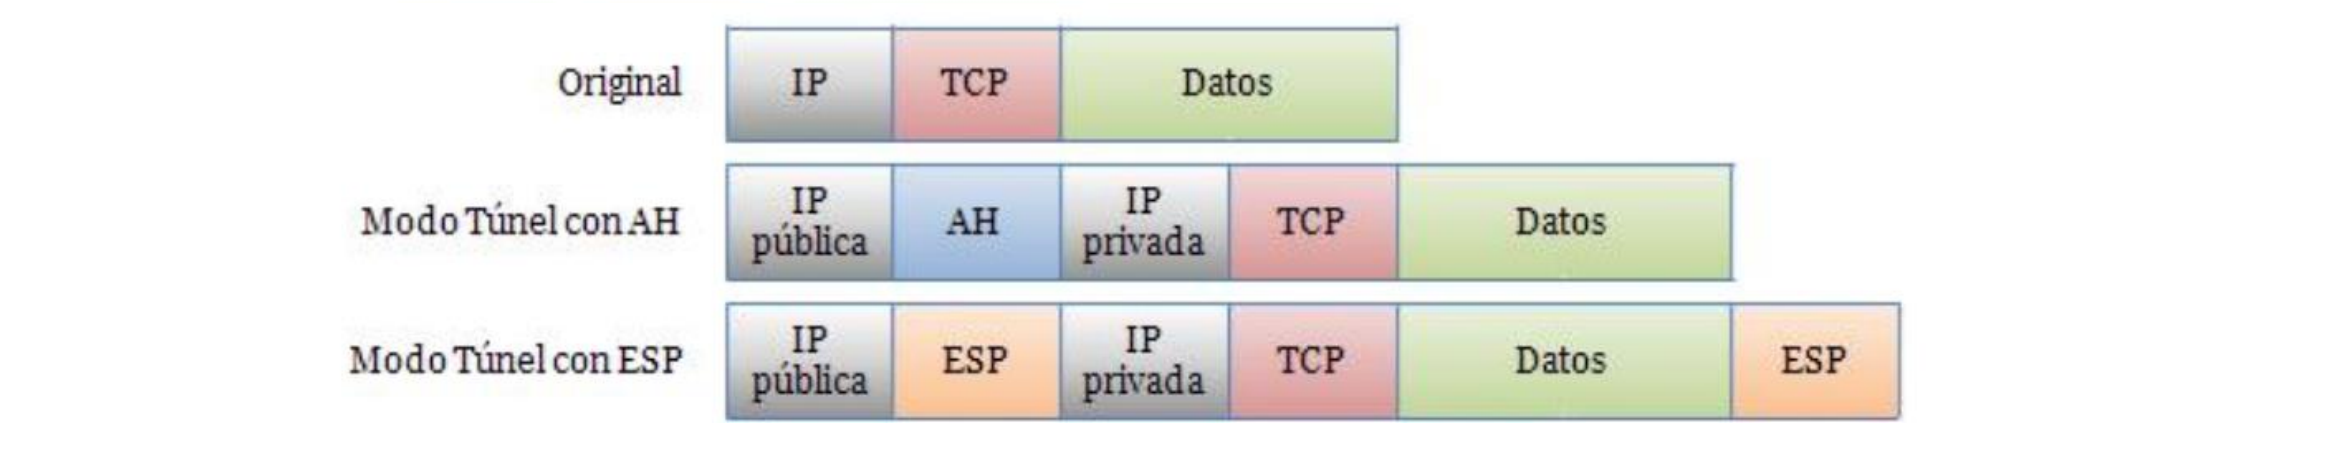 Original IP TCP Datos
Modo Túnel con AH IP pública AH IP privada TCP Datos
Modo Túnel con ESP IP pública ESP IP privada TCP Datos ESP